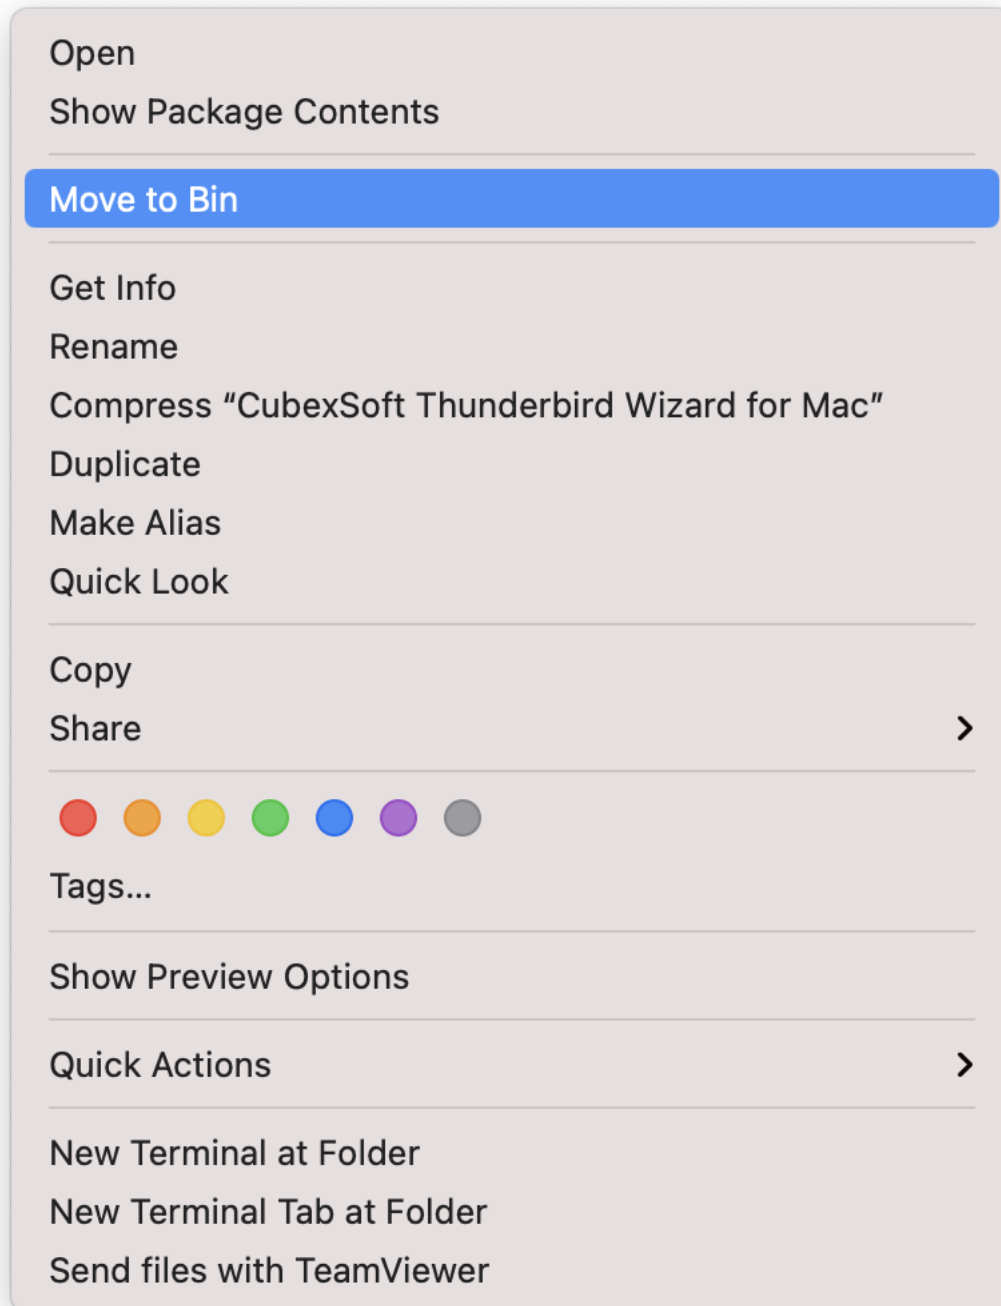 Open
Show Package Contents
Move to Bin
Get Info
Rename
Compress “CubexSoft Thunderbird Wizard for Mac”
Duplicate
Make Alias
Quick Look
Copy
Share
Tags...
Show Preview Options
Quick Actions
New Terminal at Folder
New Terminal Tab at Folder
Send files with TeamViewer